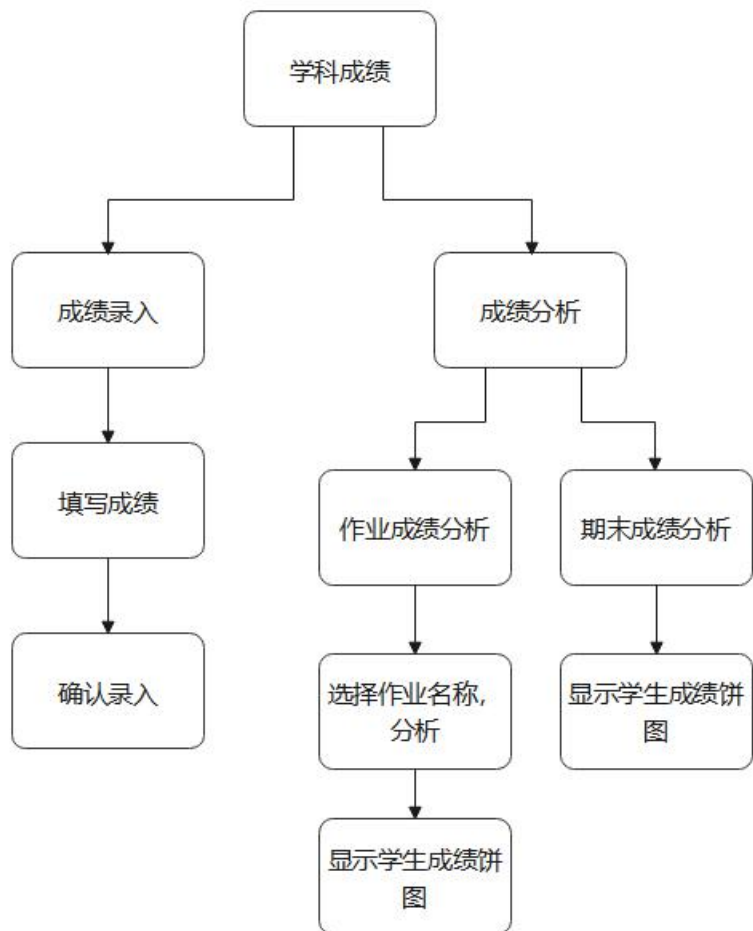 学科成绩
成绩录入
成绩分析
填写成绩
作业成绩分析
期末成绩分析
确认录入
选择作业名称，
分析
显示学生成绩饼
图
显示学生成绩饼
图